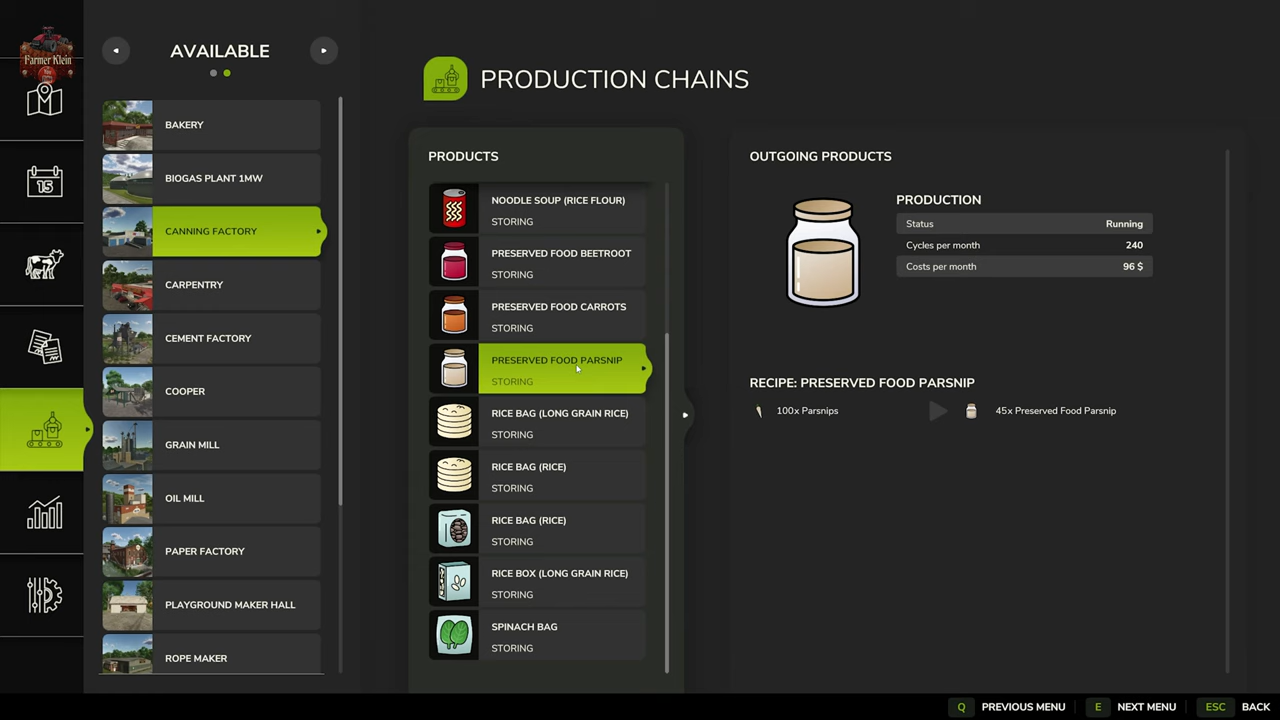 Farmer Klein
You
15
AVAILABLE
BAKERY
BIOGAS PLANT 1MW
CANNING FACTORY
CARPENTRY
CEMENT FACTORY
COOPER
GRAIN MILL
OIL MILL
PAPER FACTORY
PLAYGROUND MAKER HALL
ROPE MAKER
PRODUCTION CHAINS
PRODUCTS
NOODLE SOUP (RICE FLOUR)
STORING
PRESERVED FOOD BEETROOT
STORING
PRESERVED FOOD CARROTS
STORING
PRESERVED FOOD PARSNIP
STORING
RICE BAG (LONG GRAIN RICE)
STORING
RICE BAG (RICE)
STORING
RICE BAG (RICE)
STORING
RICE BOX (LONG GRAIN RICE)
STORING
SPINACH BAG
STORING
OUTGOING PRODUCTS
PRODUCTION
Status Running
Cycles per month 240
Costs per month 96 $
RECIPE: PRESERVED FOOD PARSNIP
100x Parsnips 45x Preserved Food Parsnip
Q PREVIOUS MENU E NEXT MENU ESC BACK